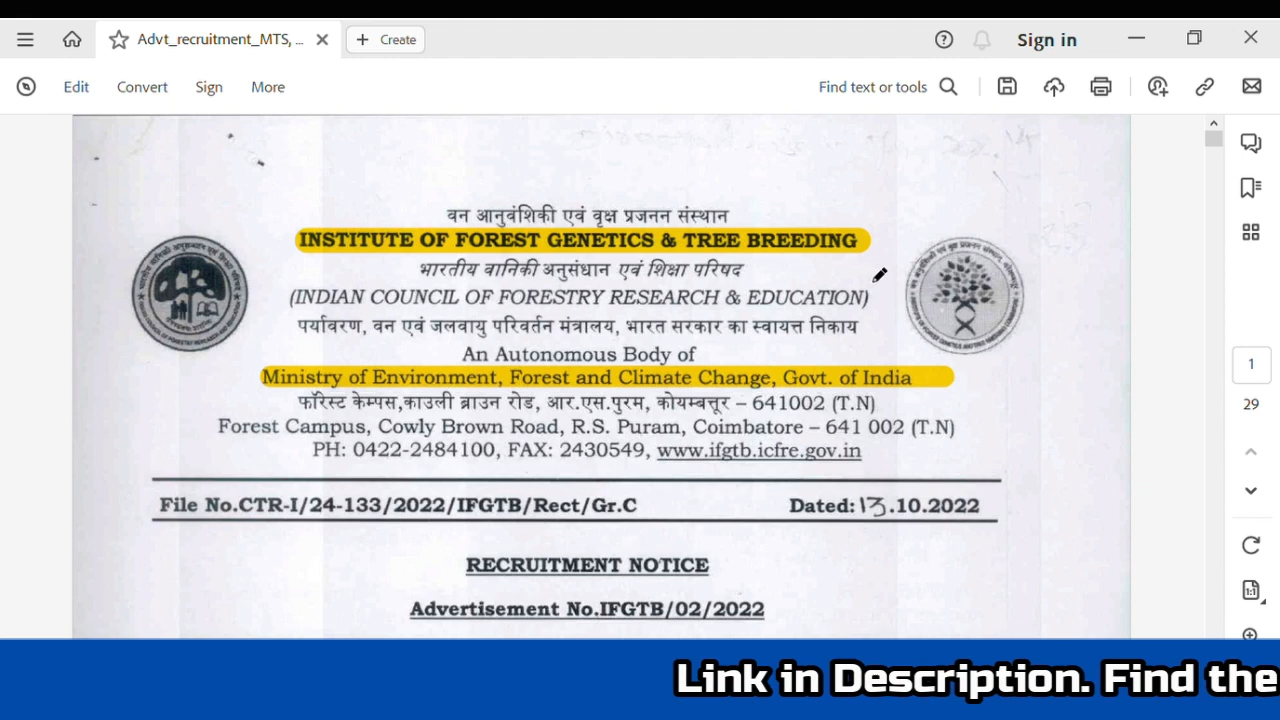 Advt_recruitment_MTS, ...
Create
Sign in
Edit
Convert
Sign
More
Find text or tools
वन आनुवंशिकी एवं वृक्ष प्रजनन संस्थान
INSTITUTE OF FOREST GENETICS & TREE BREEDING
भारतीय वानिकी अनुसंधान एवं शिक्षा परिषद
(INDIAN COUNCIL OF FORESTRY RESEARCH & EDUCATION)
पर्यावरण, वन एवं जलवायु परिवर्तन मंत्रालय, भारत सरकार का स्वायत्त निकाय
An Autonomous Body of
Ministry of Environment, Forest and Climate Change, Govt. of India
फॉरेस्ट केम्पस,काउली ब्राउन रोड, आर.एस.पुरम, कोयम्बत्तूर – 641002 (T.N)
Forest Campus, Cowly Brown Road, R.S. Puram, Coimbatore – 641 002 (T.N)
PH: 0422-2484100, FAX: 2430549, www.ifgtb.icfre.gov.in
File No.CTR-I/24-133/2022/IFGTB/Rect/Gr.C Dated: 13.10.2022
RECRUITMENT NOTICE
Advertisement No.IFGTB/02/2022
1
29
1:1
Link in Description. Find the